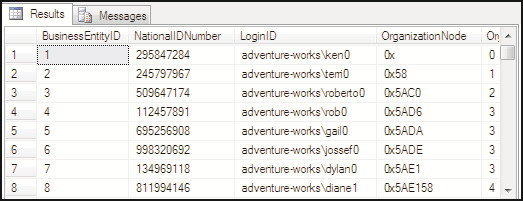 Results Messages
BusinessEntityID NationalIDNumber LoginID OrganizationNode Org
1 1 295847284 adventure-works\ken0 0x 0
2 2 245797967 adventure-works\terri0 0x58 1
3 3 509647174 adventure-works\roberto0 0x5AC0 2
4 4 112457891 adventure-works\rob0 0x5AD6 3
5 5 695256908 adventure-works\gail0 0x5ADA 3
6 6 998320692 adventure-works\jossef0 0x5ADE 3
7 7 134969118 adventure-works\dylan0 0x5AE1 3
8 8 811994146 adventure-works\diane1 0x5AE158 4